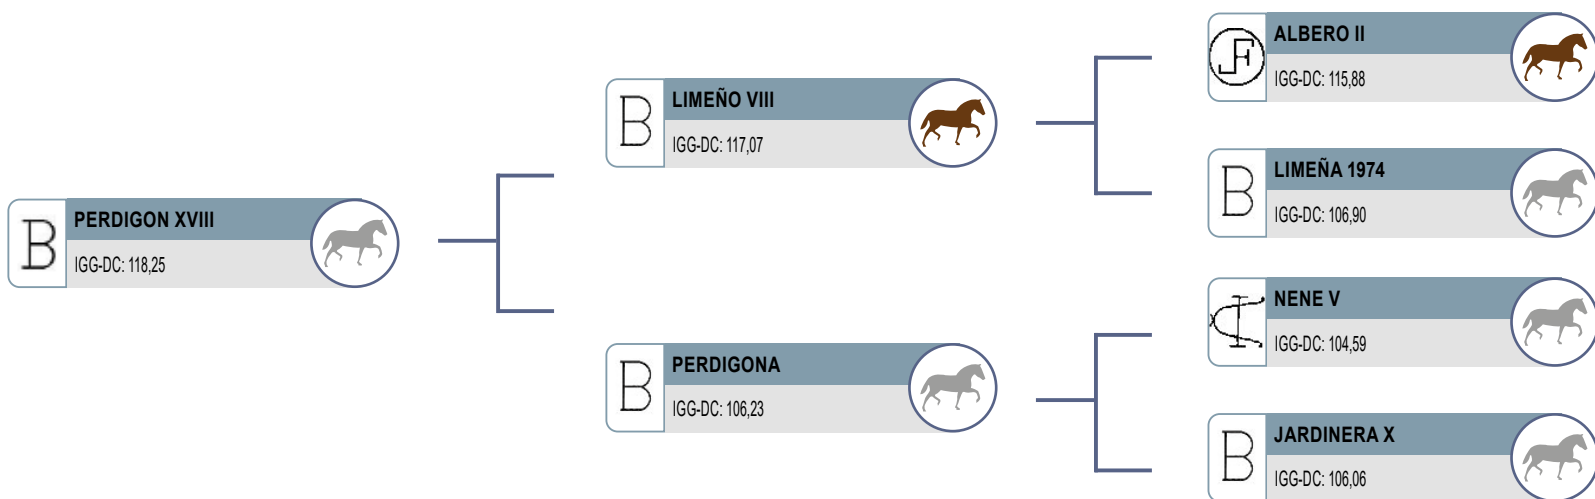 B
PERDIGON XVIII
IGG-DC: 118,25
B
LIMEÑO VIII
IGG-DC: 117,07
B
PERDIGONA
IGG-DC: 106,23
ALBERO II
IGG-DC: 115,88
B
LIMEÑA 1974
IGG-DC: 106,90
NENE V
IGG-DC: 104,59
B
JARDINERA X
IGG-DC: 106,06